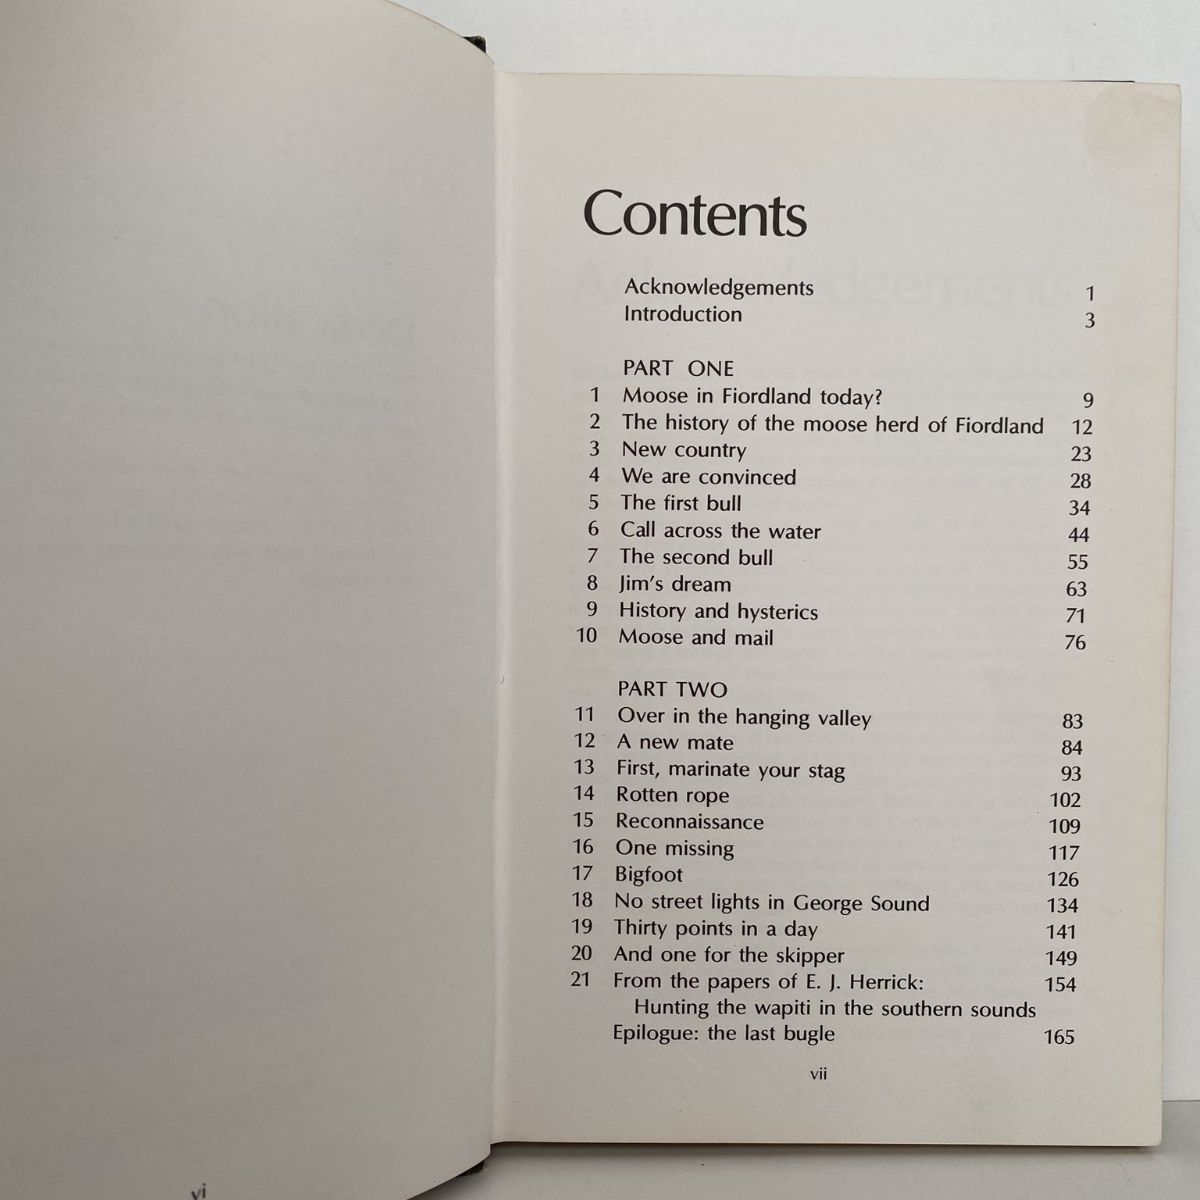 Contents
Acknowledgements 1
Introduction 3
PART ONE
1 Moose in Fiordland today? 9
2 The history of the moose herd of Fiordland 12
3 New country 23
4 We are convinced 28
5 The first bull 34
6 Call across the water 44
7 The second bull 55
8 Jim's dream 63
9 History and hysterics 71
10 Moose and mail 76
PART TWO
11 Over in the hanging valley 83
12 A new mate 84
13 First, marinate your stag 93
14 Rotten rope 102
15 Reconnaissance 109
16 One missing 117
17 Bigfoot 126
18 No street lights in George Sound 134
19 Thirty points in a day 141
20 And one for the skipper 149
21 From the papers of E. J. Herrick: 154
Hunting the wapiti in the southern sounds
Epilogue: the last bugle 165
vii
vi